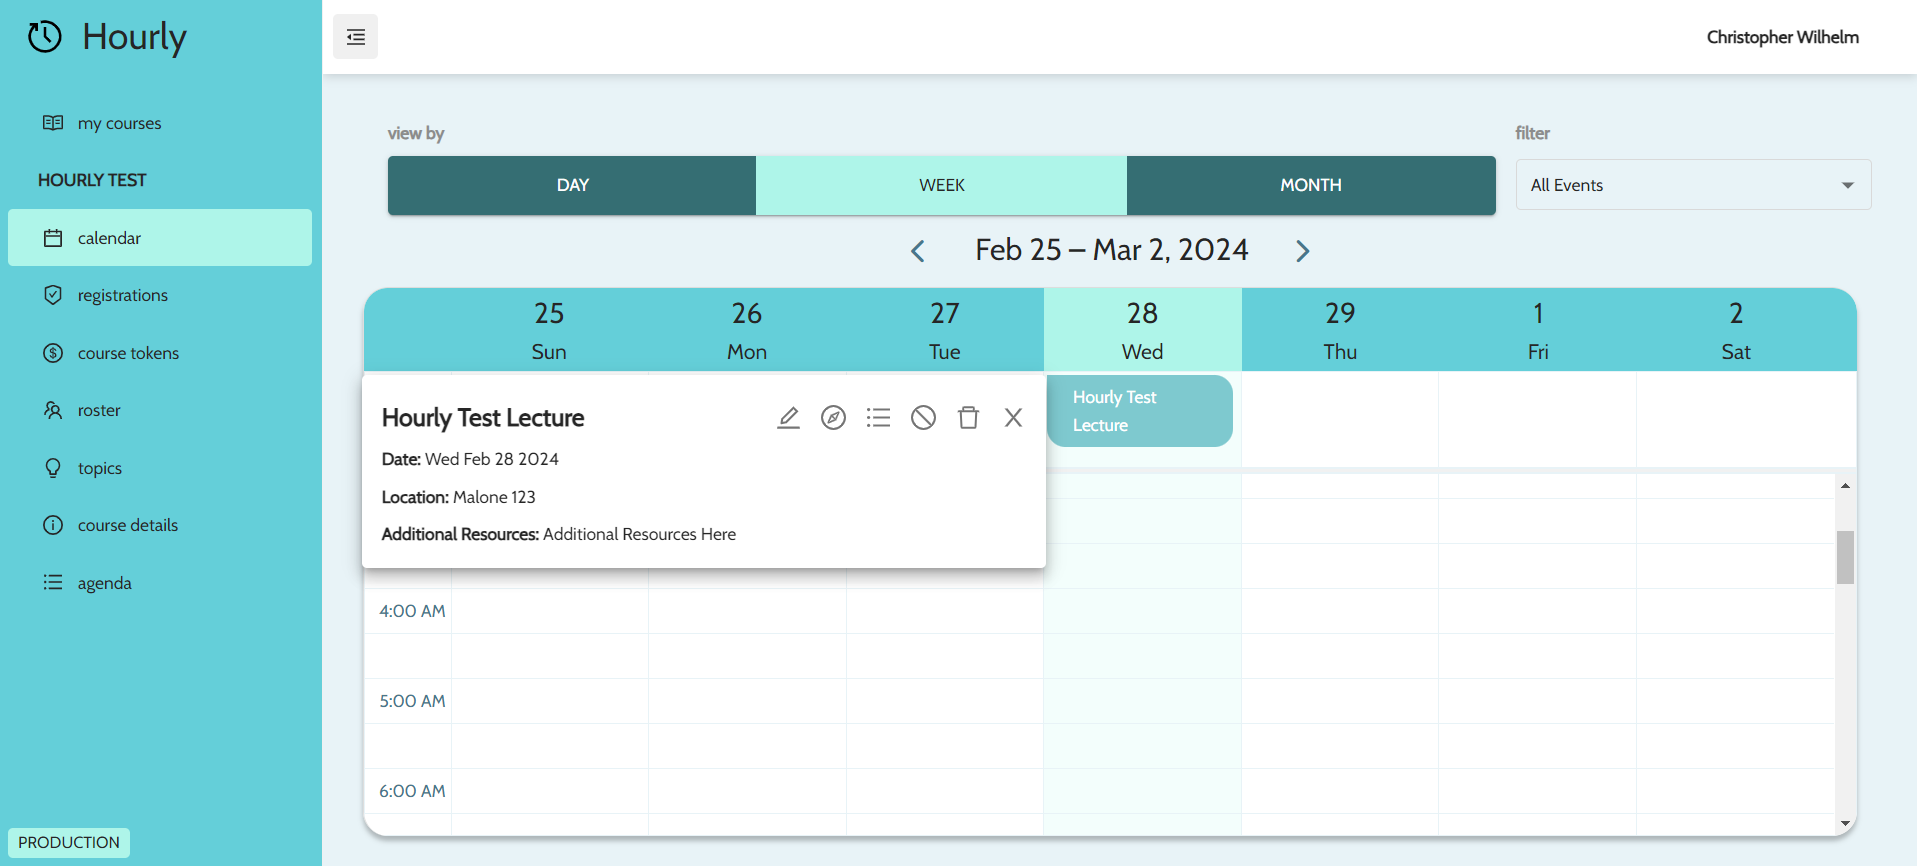 Hourly
Christopher Wilhelm
my courses
HOURLY TEST
calendar
registrations
course tokens
roster
topics
course details
agenda
PRODUCTION
view by
filter
DAY WEEK MONTH
All Events
Feb 25 – Mar 2, 2024
25 26 27 28 29 1 2
Sun Mon Tue Wed Thu Fri Sat
Hourly Test
Lecture
Hourly Test Lecture
Date: Wed Feb 28 2024
Location: Malone 123
Additional Resources: Additional Resources Here
4:00 AM
5:00 AM
6:00 AM